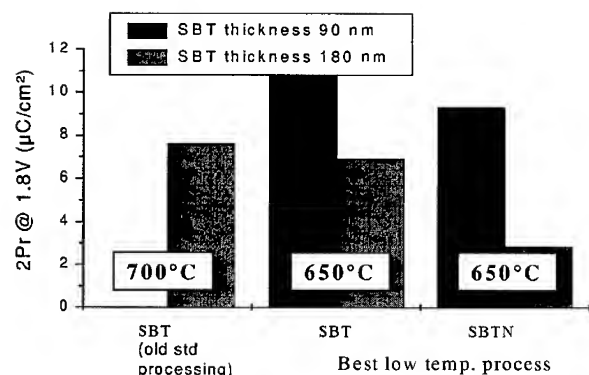 SBT thickness 90 nm
SBT thickness 180 nm
2Pr @ 1.8V (µC/cm²)
12
10
8
6
4
2
0
700°C
650°C
650°C
SBT
(old std
processing)
SBT
SBTN
Best low temp. process